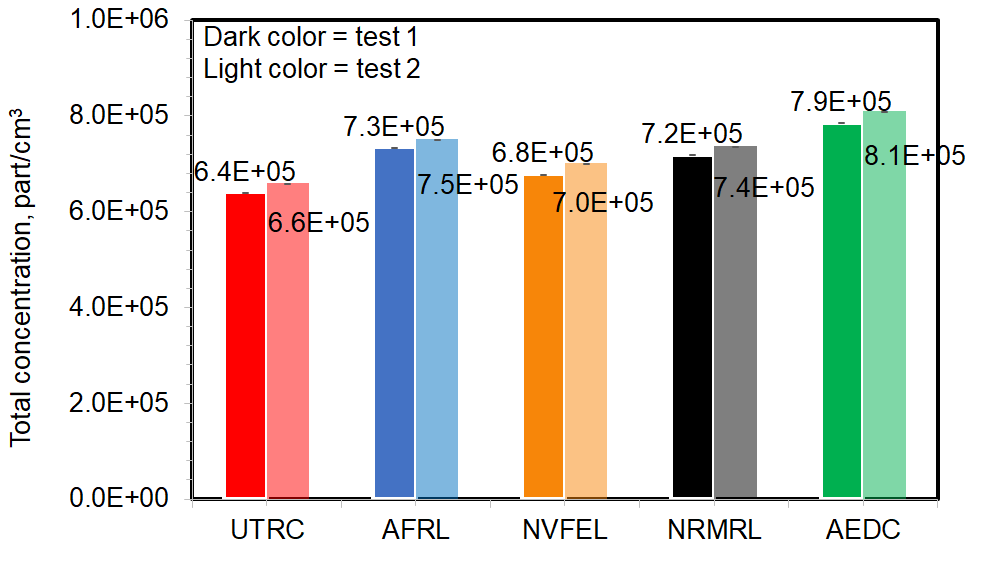 1.0E+06
8.0E+05
6.0E+05
4.0E+05
2.0E+05
0.0E+00
Total concentration, part/cm³
Dark color = test 1
Light color = test 2
6.4E+05
6.6E+05
7.3E+05
7.5E+05
6.8E+05
7.0E+05
7.2E+05
7.4E+05
7.9E+05
8.1E+05
UTRC
AFRL
NVFEL
NRMRL
AEDC